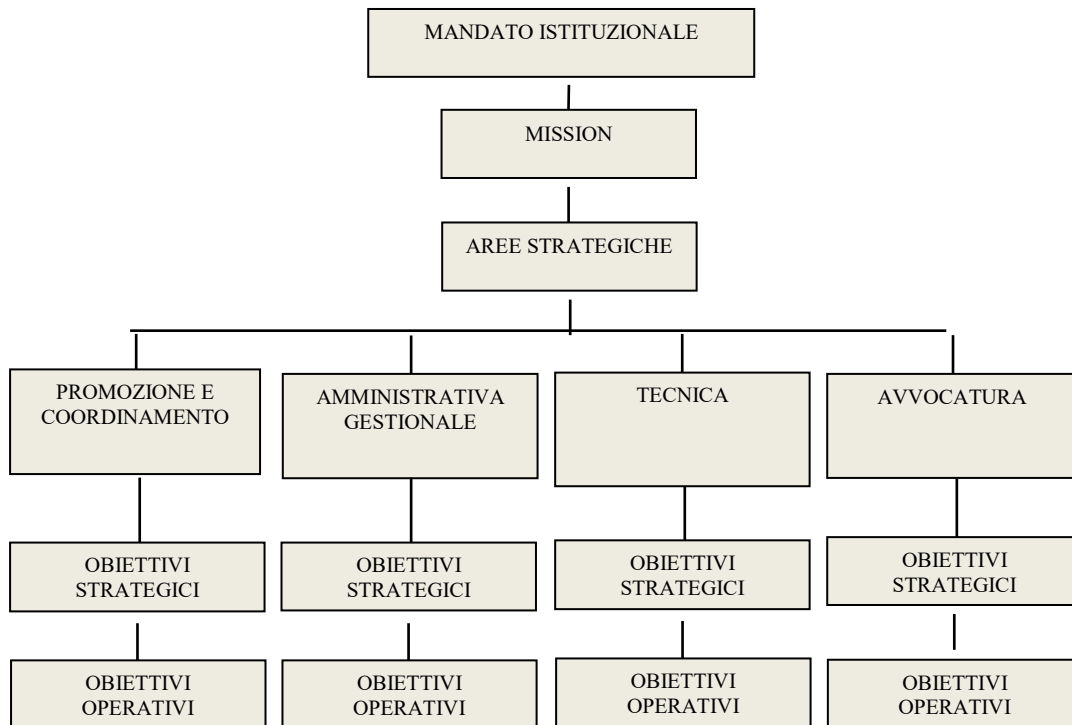 MANDATO ISTITUZIONALE
MISSION
AREE STRATEGICHE
PROMOZIONE E
COORDINAMENTO
AMMINISTRATIVA
GESTIONALE
TECNICA
AVVOCATURA
OBIETTIVI
STRATEGICI
OBIETTIVI
STRATEGICI
OBIETTIVI
STRATEGICI
OBIETTIVI
STRATEGICI
OBIETTIVI
OPERATIVI
OBIETTIVI
OPERATIVI
OBIETTIVI
OPERATIVI
OBIETTIVI
OPERATIVI